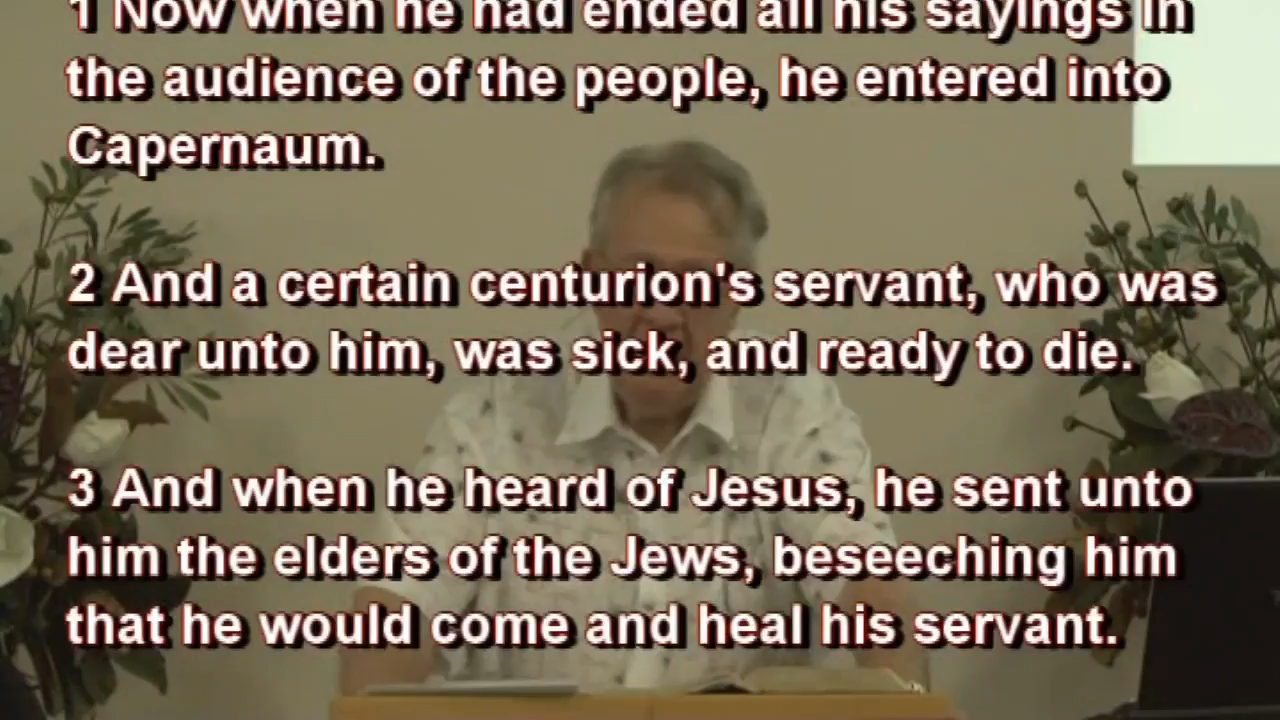 1 Now when he had ended all his sayings in
the audience of the people, he entered into
Capernaum.
2 And a certain centurion's servant, who was
dear unto him, was sick, and ready to die.
3 And when he heard of Jesus, he sent unto
him the elders of the Jews, beseeching him
that he would come and heal his servant.